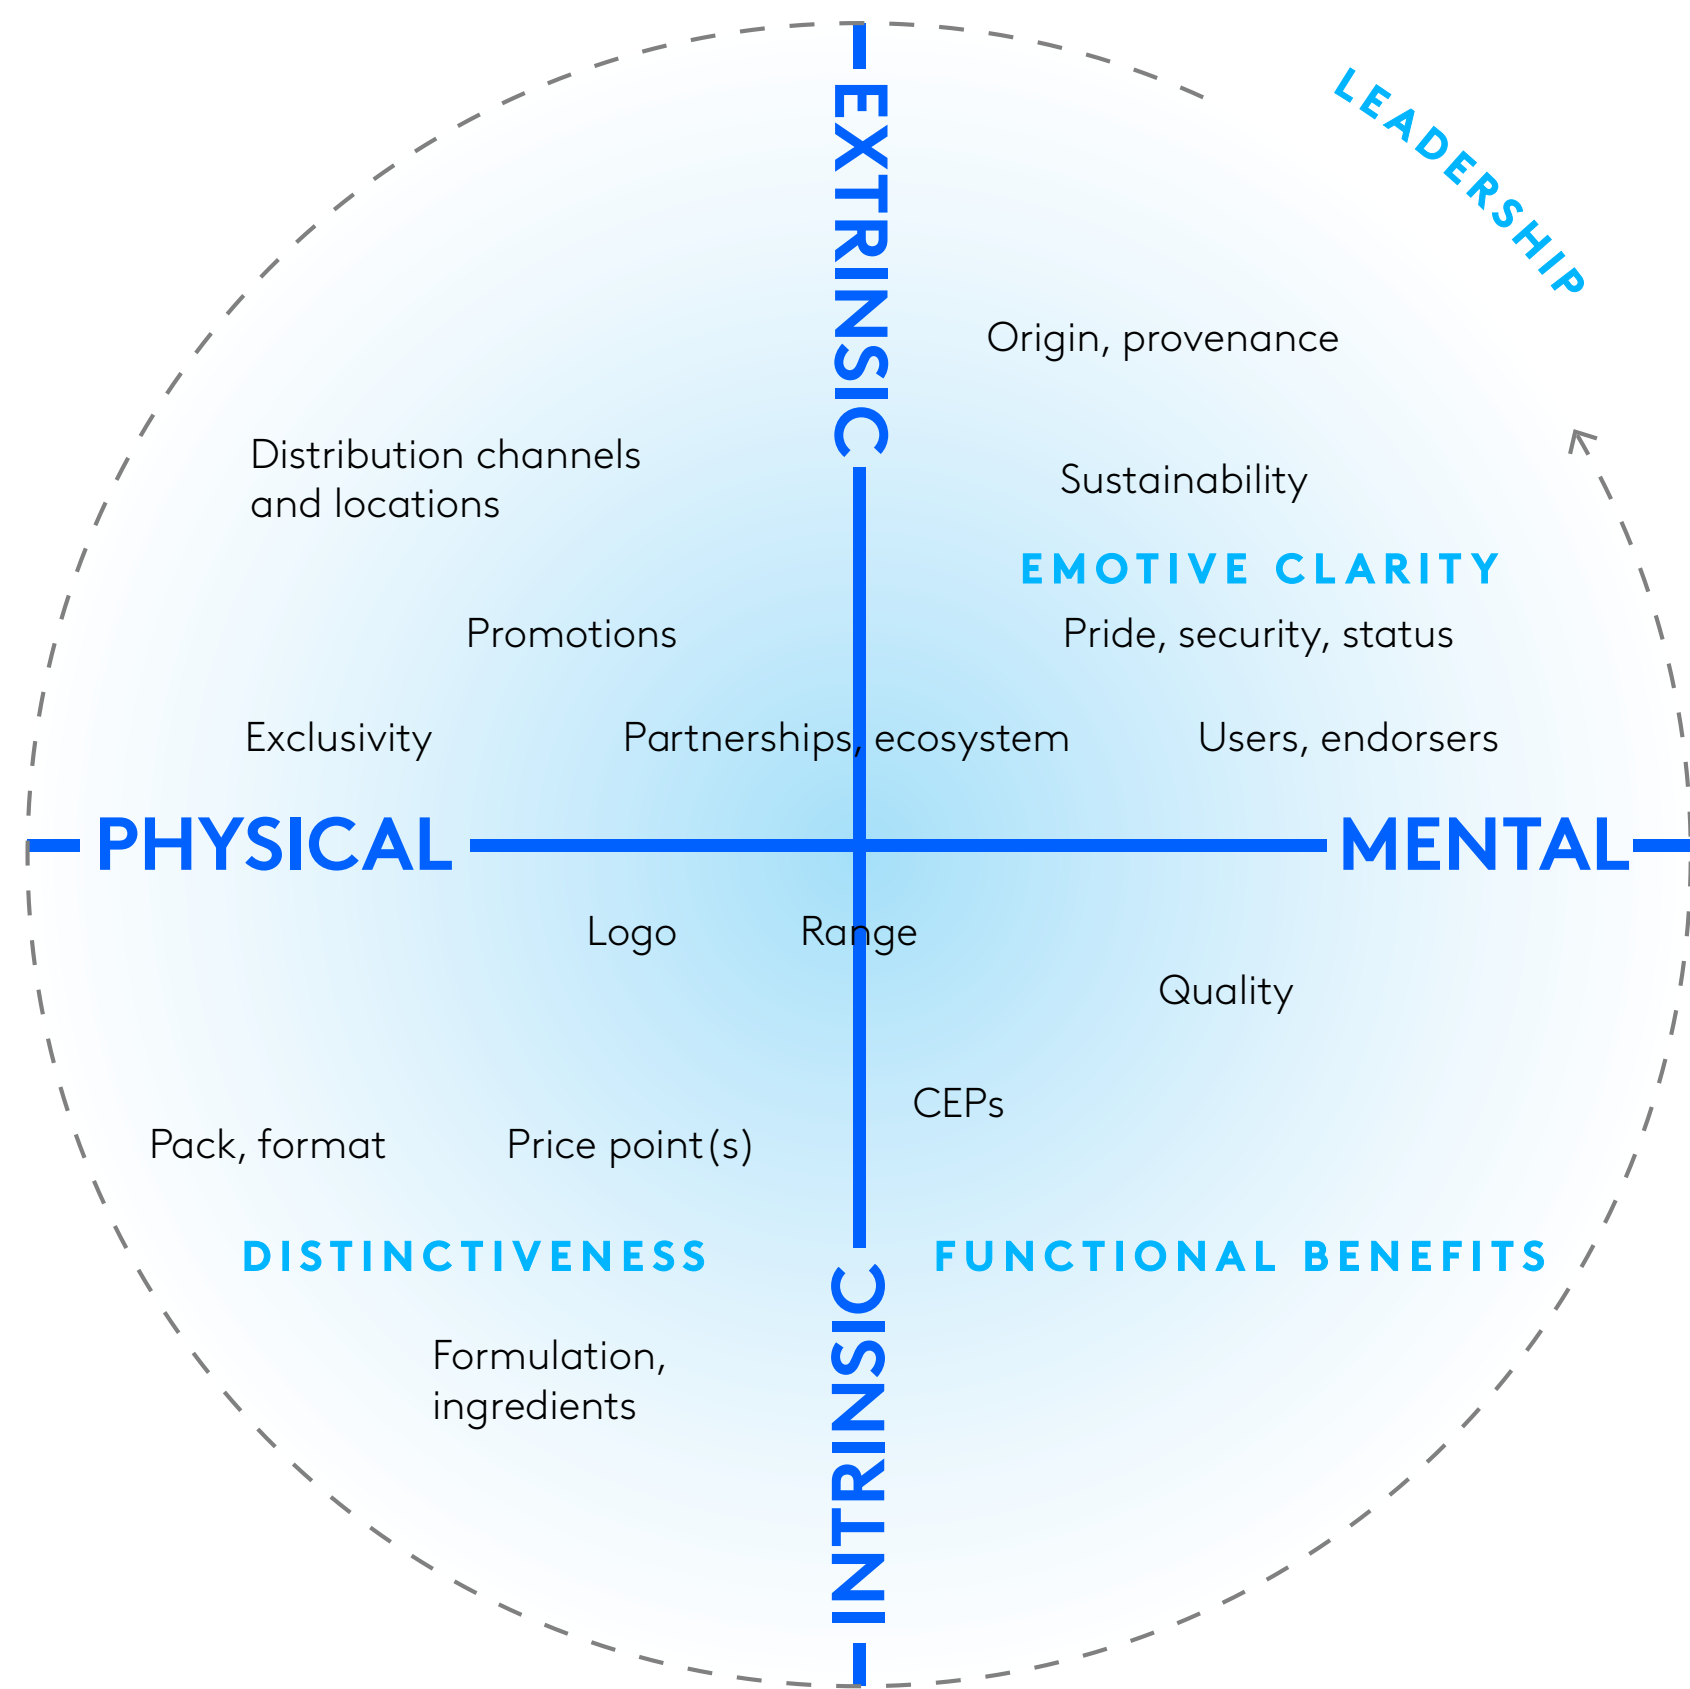 LEADERSHIP
EXTRINSIC
Origin, provenance
Distribution channels
and locations
Sustainability
EMOTIVE CLARITY
Promotions
Pride, security, status
Exclusivity
Partnerships, ecosystem
Users, endorsers
PHYSICAL
MENTAL
Logo
Range
Quality
CEPs
Pack, format
Price point(s)
DISTINCTIVENESS
FUNCTIONAL BENEFITS
Formulation,
ingredients
INTRINSIC